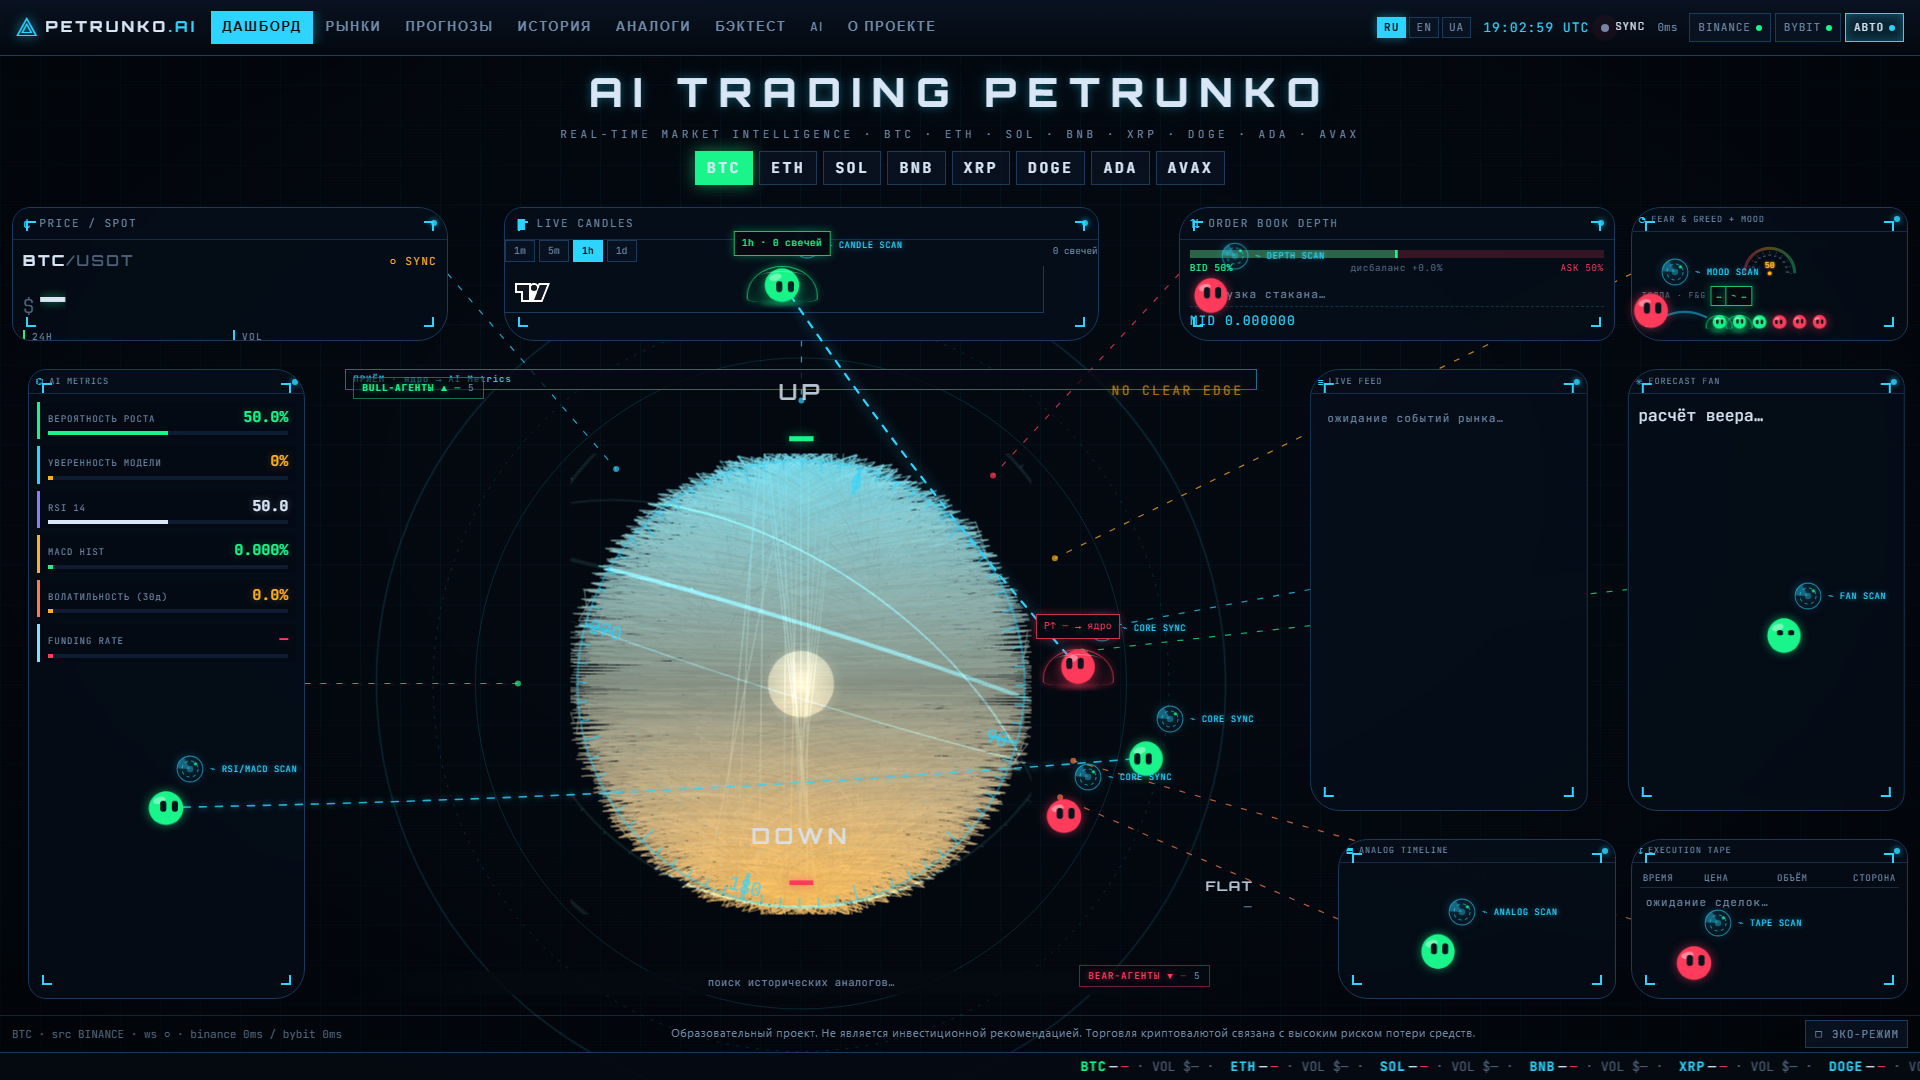 PETRUNKO.AI
ДАШБОРД РЫНКИ ПРОГНОЗЫ ИСТОРИЯ АНАЛОГИ БЭКТЕСТ AI О ПРОЕКТЕ
RU EN UA 19:02:59 UTC SYNC 0ms BINANCE BYBIT АВТО
AI TRADING PETRUNKO
REAL-TIME MARKET INTELLIGENCE · BTC · ETH · SOL · BNB · XRP · DOGE · ADA · AVAX
BTC ETH SOL BNB XRP DOGE ADA AVAX
PRICE / SPOT
BTC/USDT
SYNC
$ —
24H VOL
LIVE CANDLES
1m 5m 1h 1d
1h · 0 свечей
~ CANDLE SCAN
0 свечей
ORDER BOOK DEPTH
~ DEPTH SCAN
BID 50% дисбаланс +0.0% ASK 50%
узка стакана…
MID 0.000000
FEAR & GREED + MOOD
50
~ MOOD SCAN
· F&G
AI METRICS
ВЕРОЯТНОСТЬ РОСТА 50.0%
УВЕРЕННОСТЬ МОДЕЛИ 0%
RSI 14 50.0
MACD HIST 0.000%
ВОЛАТИЛЬНОСТЬ (30д) 0.0%
FUNDING RATE —
~ RSI/MACD SCAN
ПРИЁМ · ядро → AI Metrics
BULL-АГЕНТЫ ▲ — 5
UP
—
NO CLEAR EDGE
P↑ — → ядро
~ CORE SYNC
~ CORE SYNC
~ CORE SYNC
DOWN
—
FLAT
—
BEAR-АГЕНТЫ ▼ — 5
поиск исторических аналогов…
LIVE FEED
ожидание событий рынка…
FORECAST FAN
расчёт веера…
~ FAN SCAN
ANALOG TIMELINE
~ ANALOG SCAN
EXECUTION TAPE
ВРЕМЯ ЦЕНА ОБЪЁМ СТОРОНА
ожидание сделок…
~ TAPE SCAN
BTC · src BINANCE · ws ○ · binance 0ms / bybit 0ms
Образовательный проект. Не является инвестиционной рекомендацией. Торговля криптовалютой связана с высоким риском потери средств.
ЭКО-РЕЖИМ
BTC — — · VOL $— · ETH — — · VOL $— · SOL — — · VOL $— · BNB — — · VOL $— · XRP — — · VOL $— · DOGE — — ·